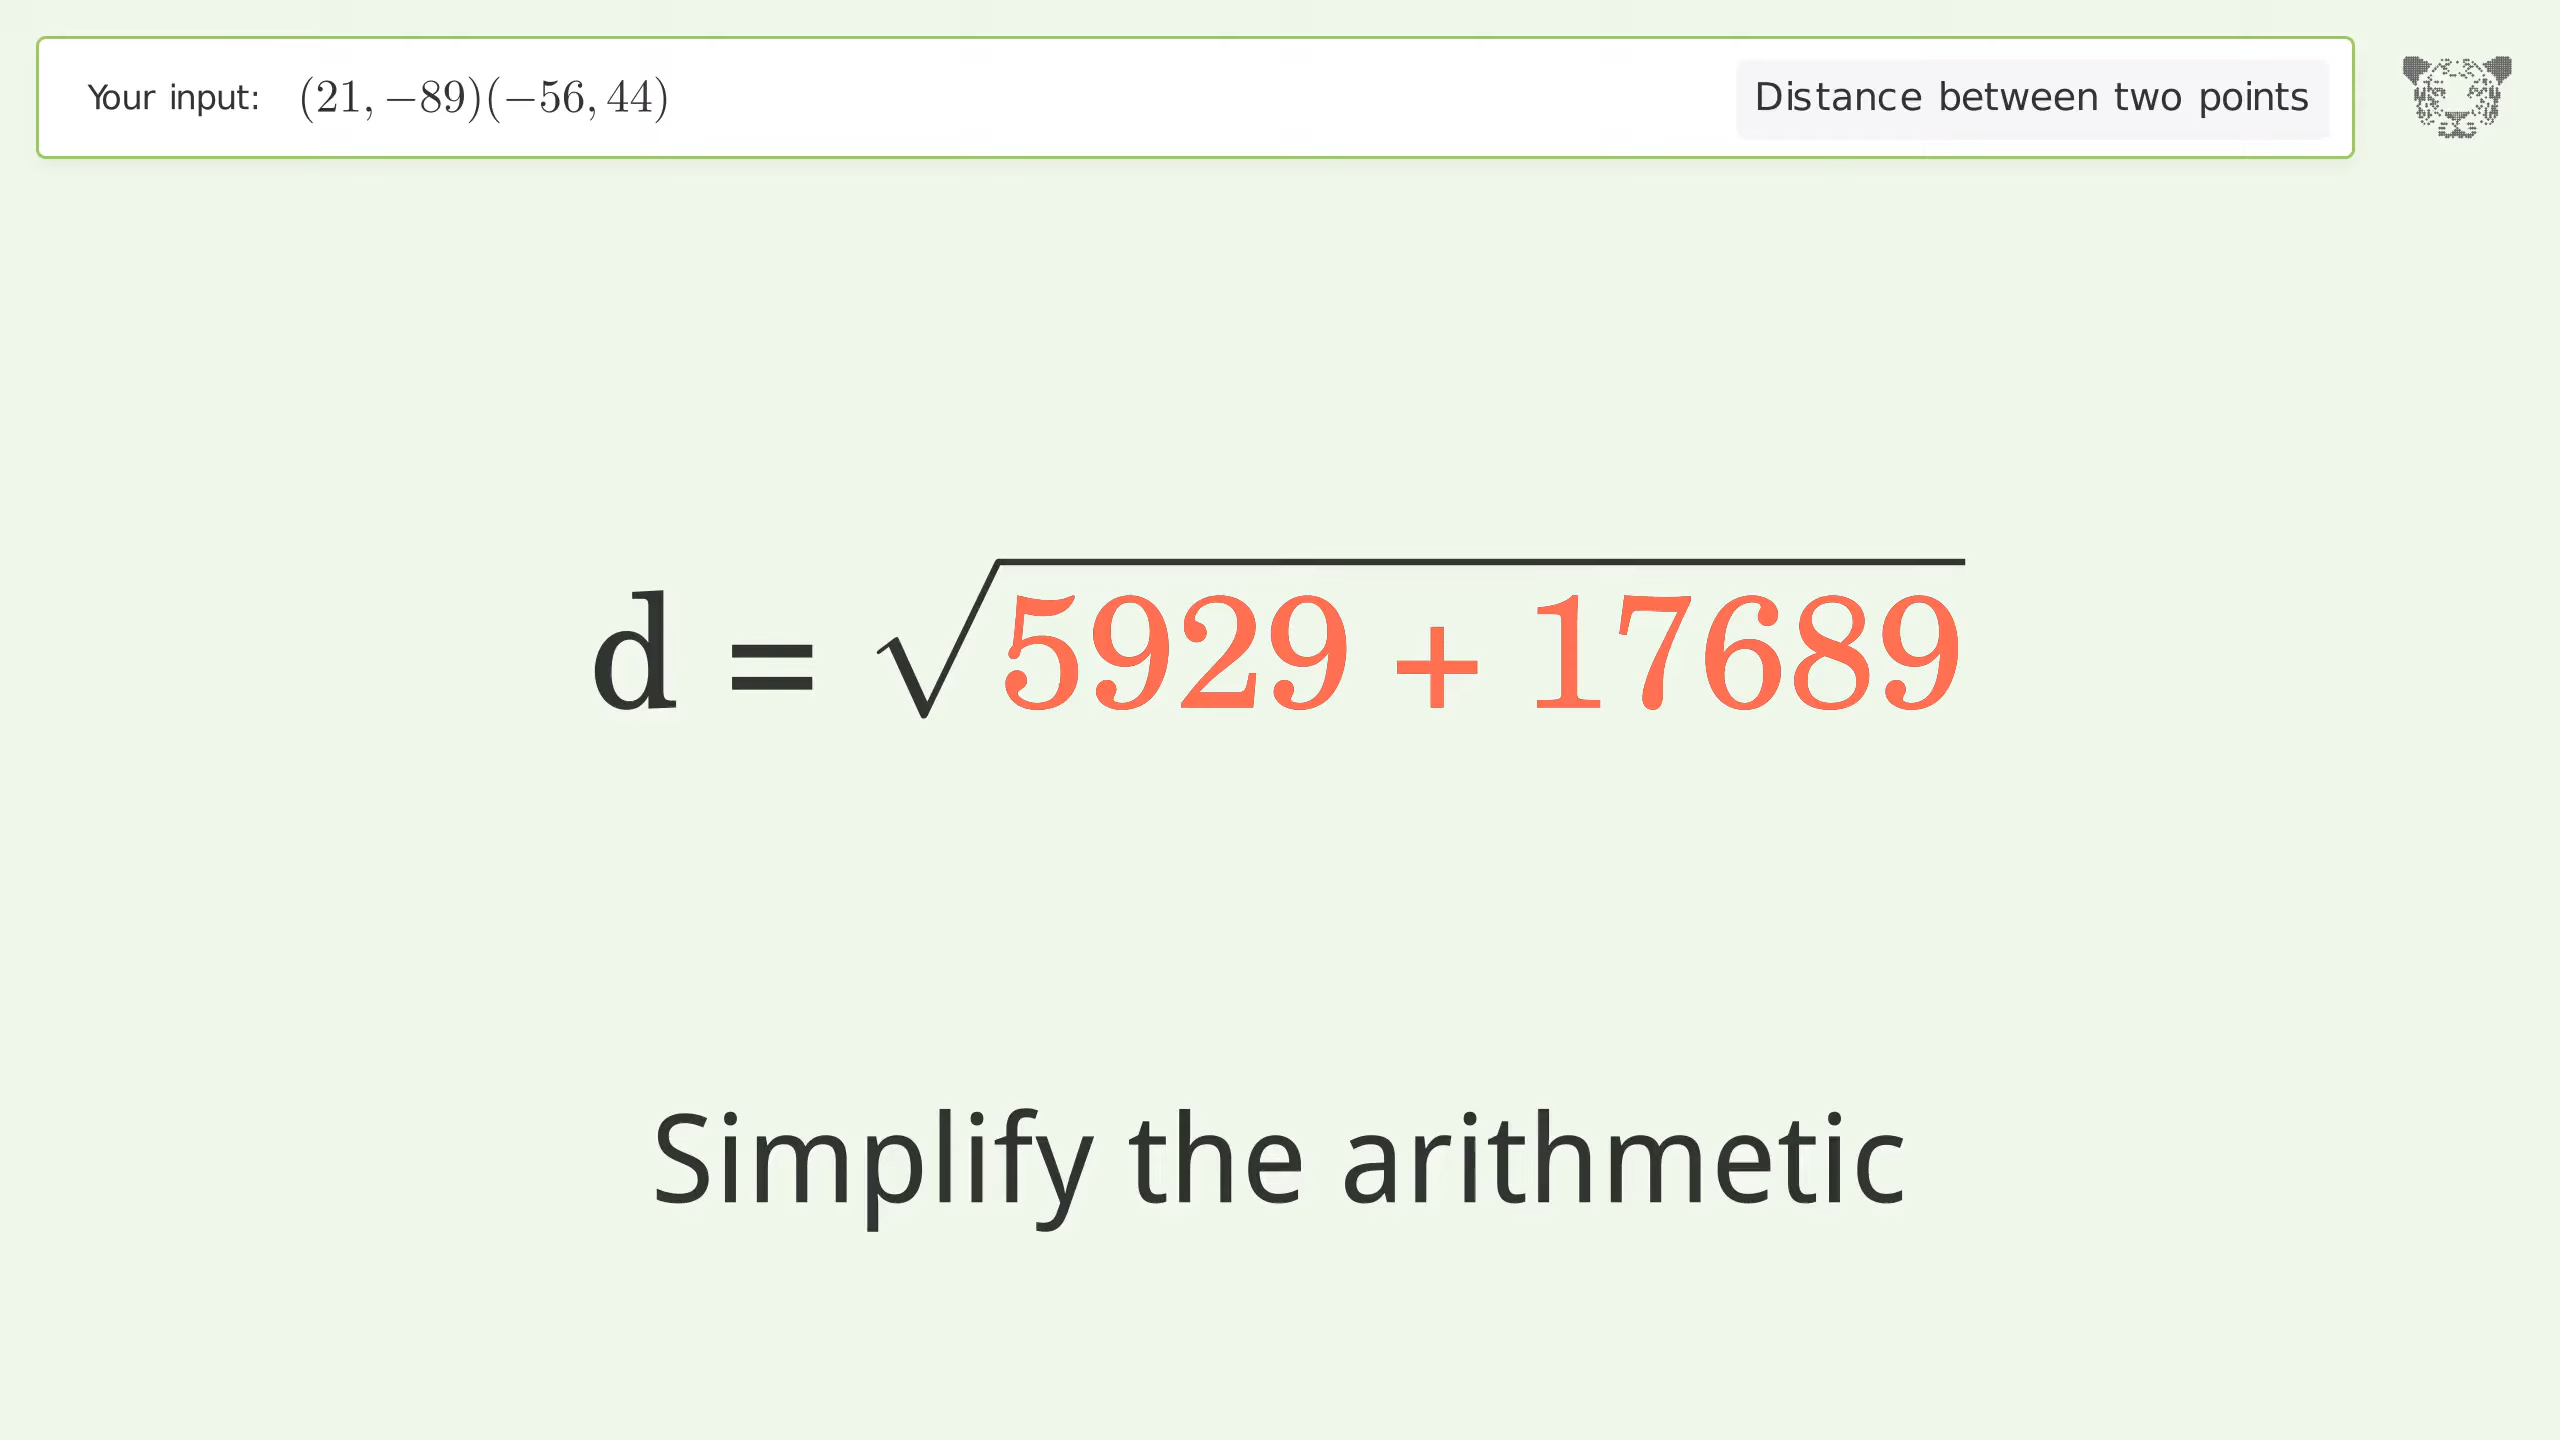 Your input: (21, −89)(−56, 44)
Distance between two points
d = √5929 + 17689
Simplify the arithmetic